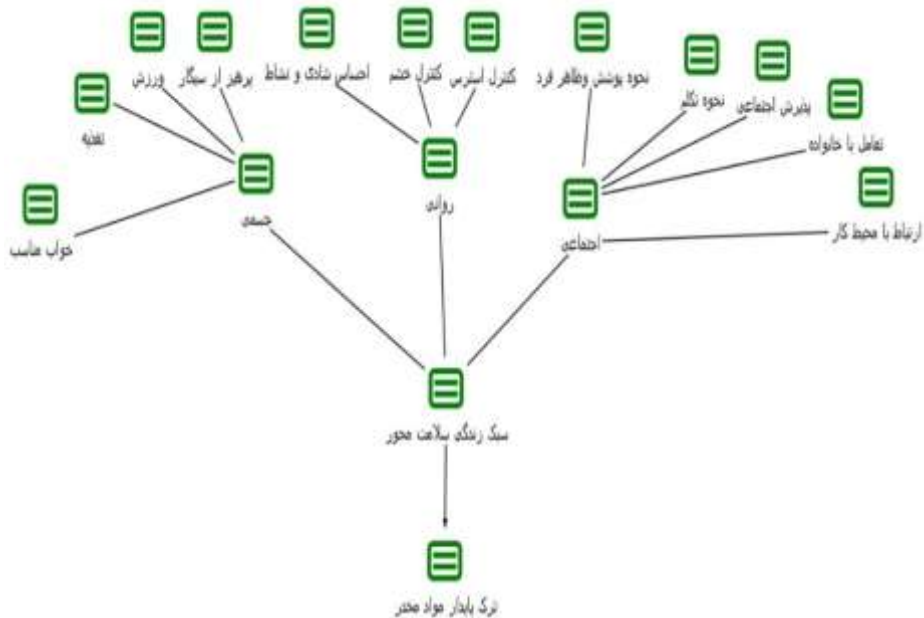 پرهیز از سیگار
ورزش
احساس شادی و نشاط
کنترل خشم
کنترل استرس
نحوه پوشش وظاهر فرد
نحوه تکلم
پذیرش اجتماعی
تعامل با خانواده
تغذیه
ارتباط با محیط کار
خواب مناسب
جسمی
روانی
اجتماعی
سبک زندگی سلامت محور
ترک پایدار مواد مخدر